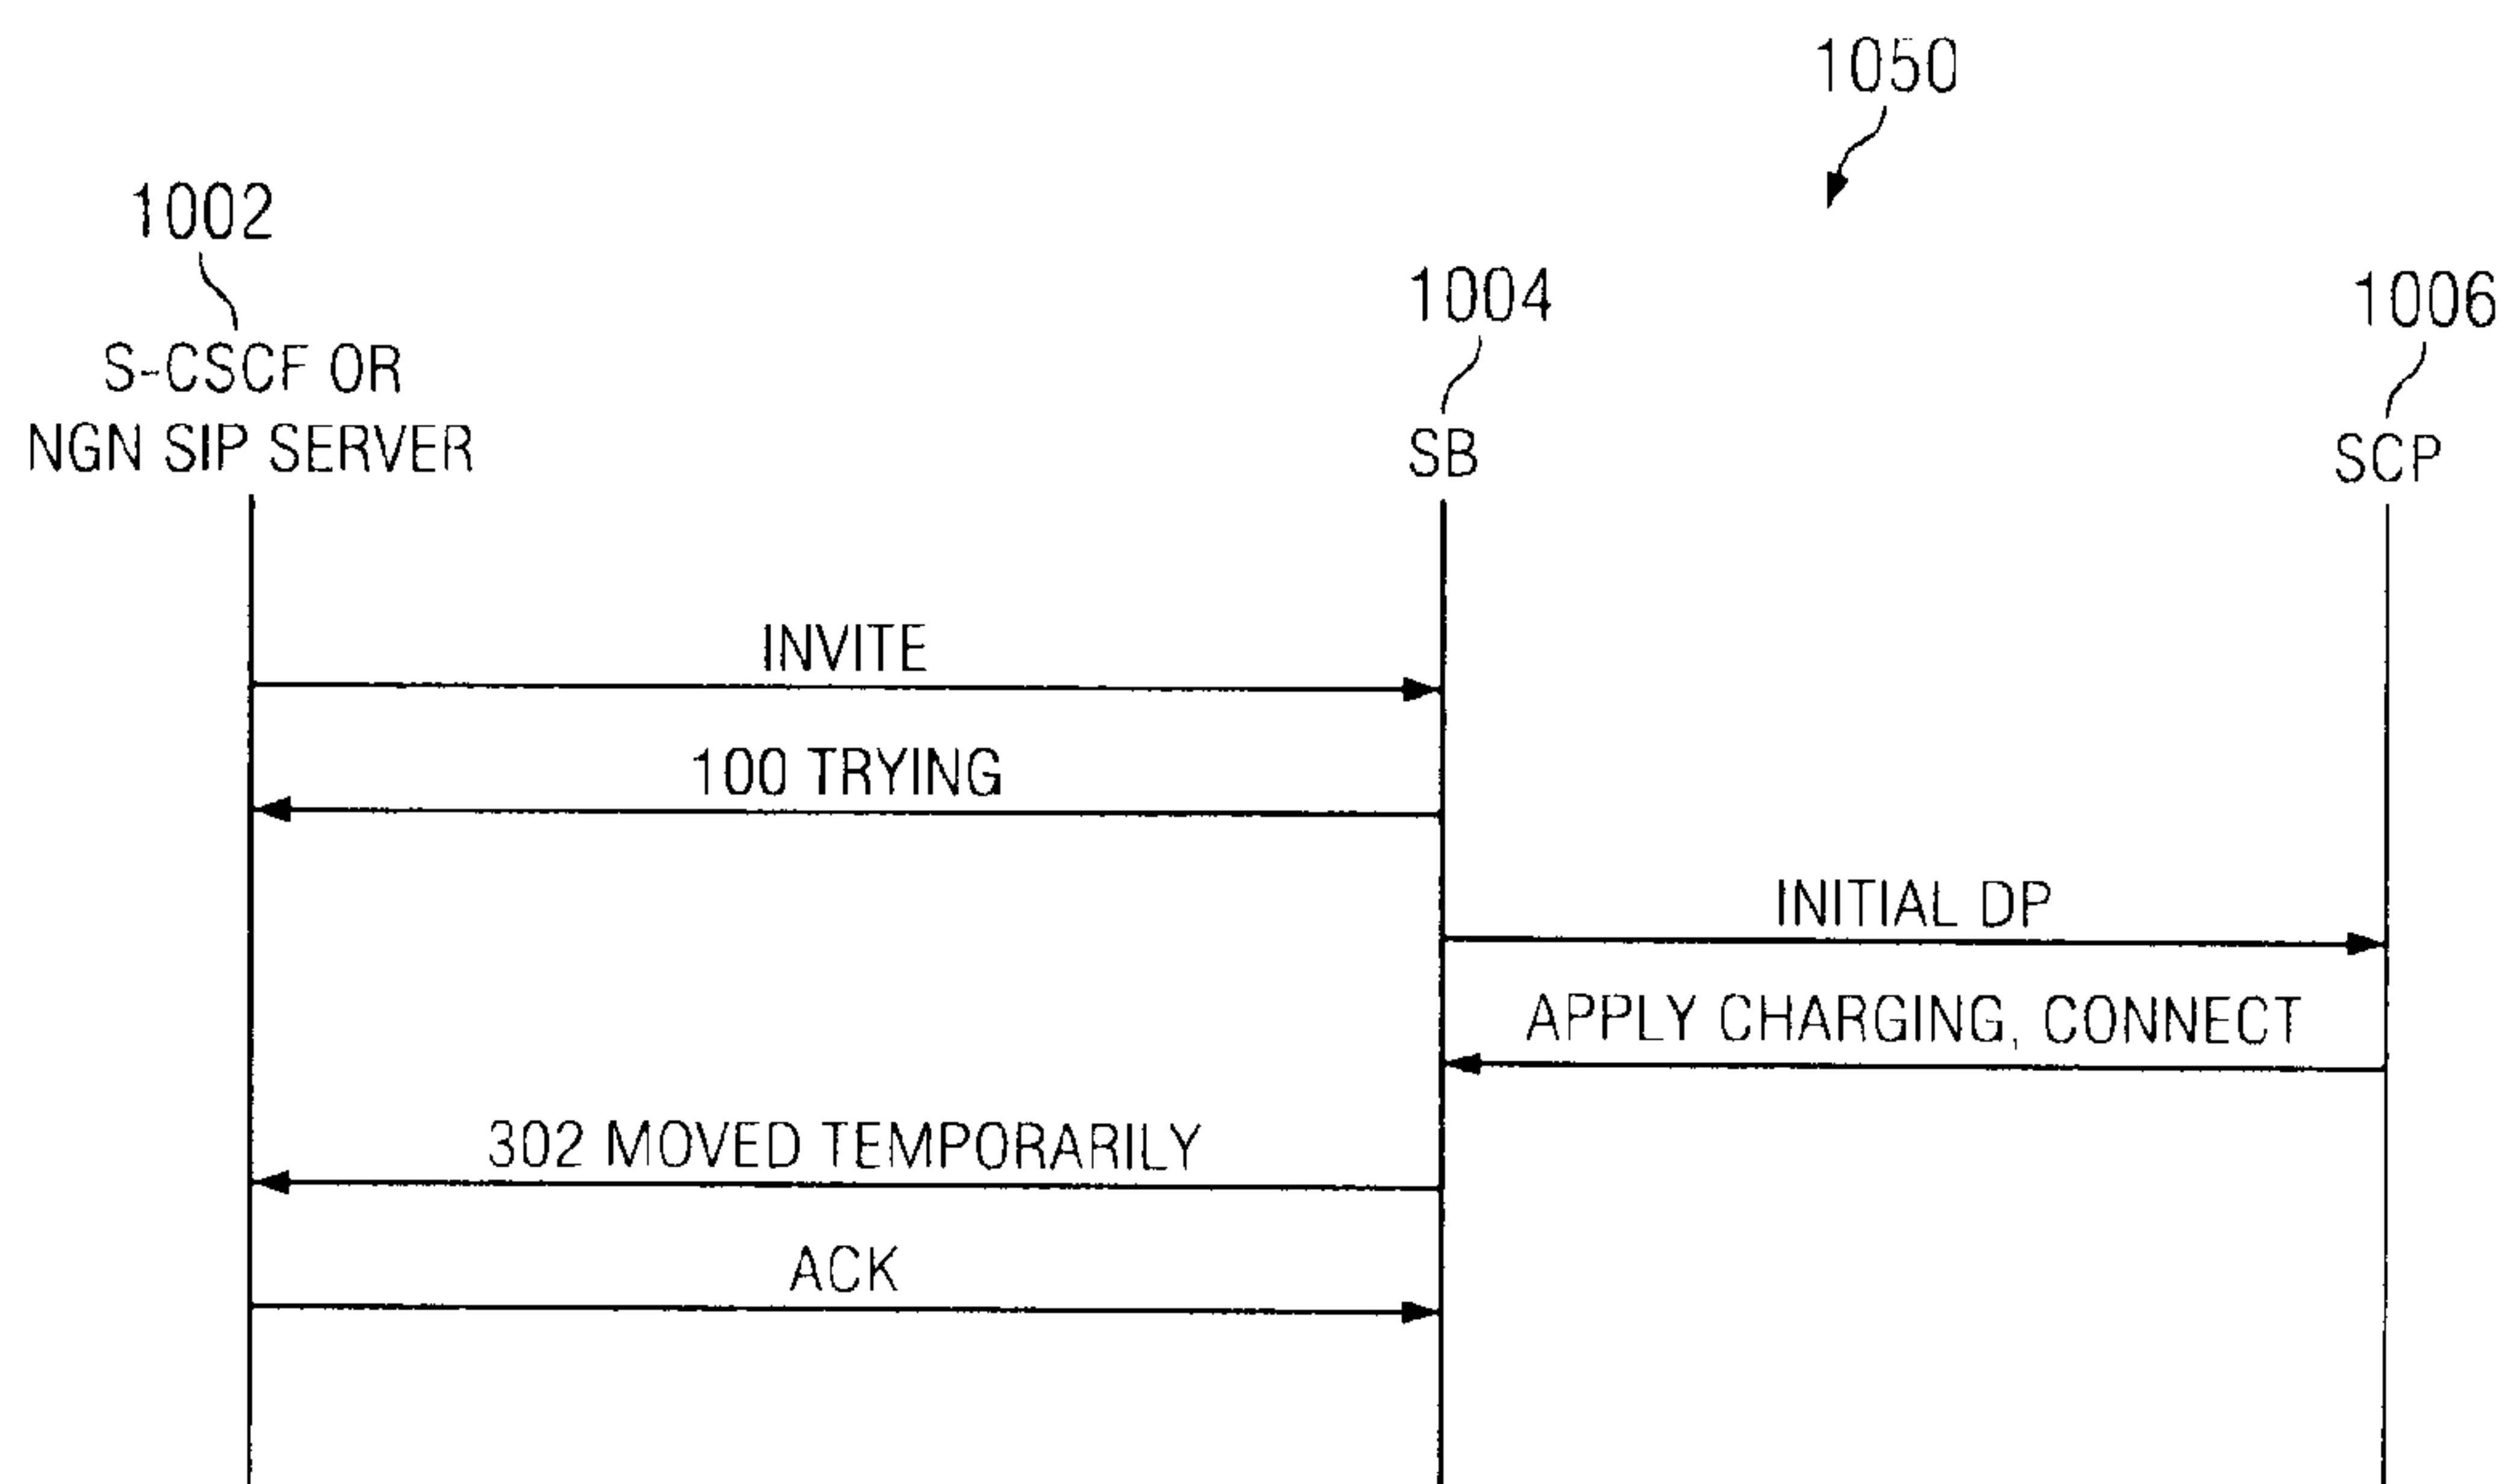 1050
1002
1004
1006
S-CSCF OR
NGN SIP SERVER
SB
SCP
INVITE
100 TRYING
INITIAL DP
APPLY CHARGING, CONNECT
302 MOVED TEMPORARILY
ACK